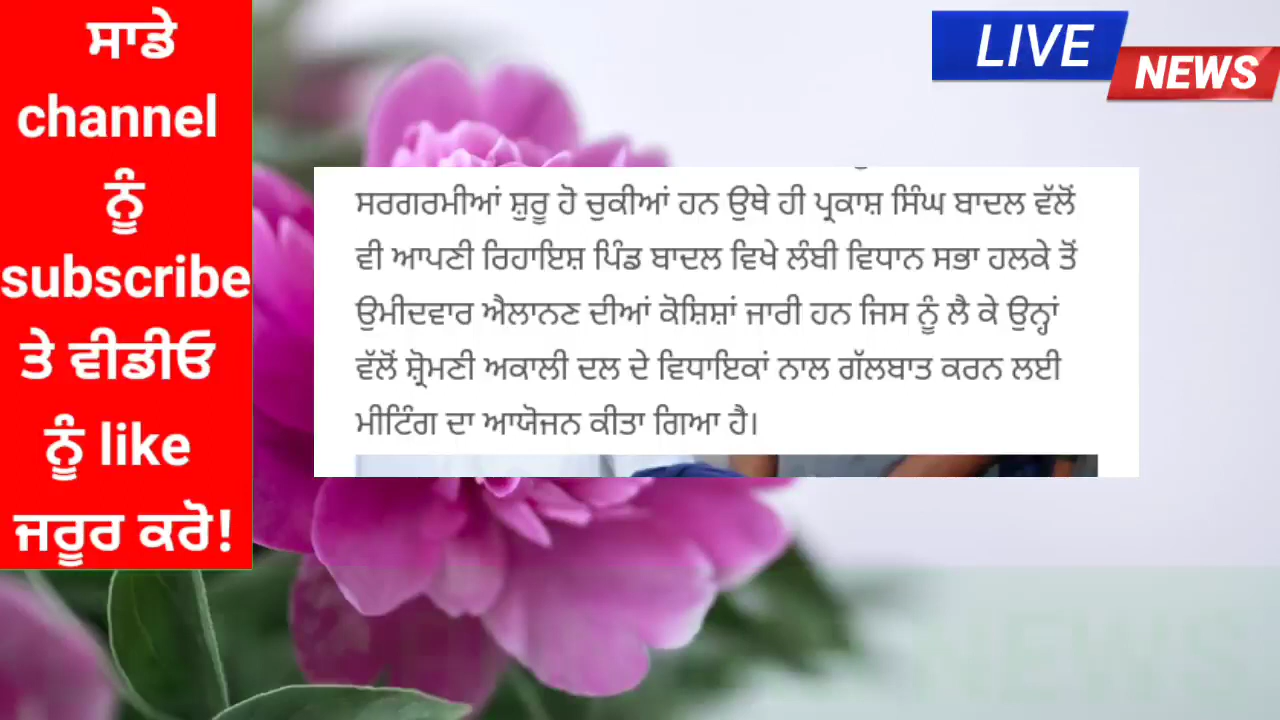 ਸਾਡੇ
channel
ਨੂੰ
subscribe
ਤੇ ਵੀਡੀਓ
ਨੂੰ like
ਜਰੂਰ ਕਰੋ!
LIVE
NEWS
ਸਰਗਰਮੀਆਂ ਸ਼ੁਰੂ ਹੋ ਚੁਕੀਆਂ ਹਨ ਉਥੇ ਹੀ ਪ੍ਰਕਾਸ਼ ਸਿੰਘ ਬਾਦਲ ਵੱਲੋਂ
ਵੀ ਆਪਣੀ ਰਿਹਾਇਸ਼ ਪਿੰਡ ਬਾਦਲ ਵਿਖੇ ਲੰਬੀ ਵਿਧਾਨ ਸਭਾ ਹਲਕੇ ਤੋਂ
ਉਮੀਦਵਾਰ ਐਲਾਨਣ ਦੀਆਂ ਕੋਸ਼ਿਸ਼ਾਂ ਜਾਰੀ ਹਨ ਜਿਸ ਨੂੰ ਲੈ ਕੇ ਉਨ੍ਹਾਂ
ਵੱਲੋਂ ਸ਼੍ਰੋਮਣੀ ਅਕਾਲੀ ਦਲ ਦੇ ਵਿਧਾਇਕਾਂ ਨਾਲ ਗੱਲਬਾਤ ਕਰਨ ਲਈ
ਮੀਟਿੰਗ ਦਾ ਆਯੋਜਨ ਕੀਤਾ ਗਿਆ ਹੈ।
NEWS